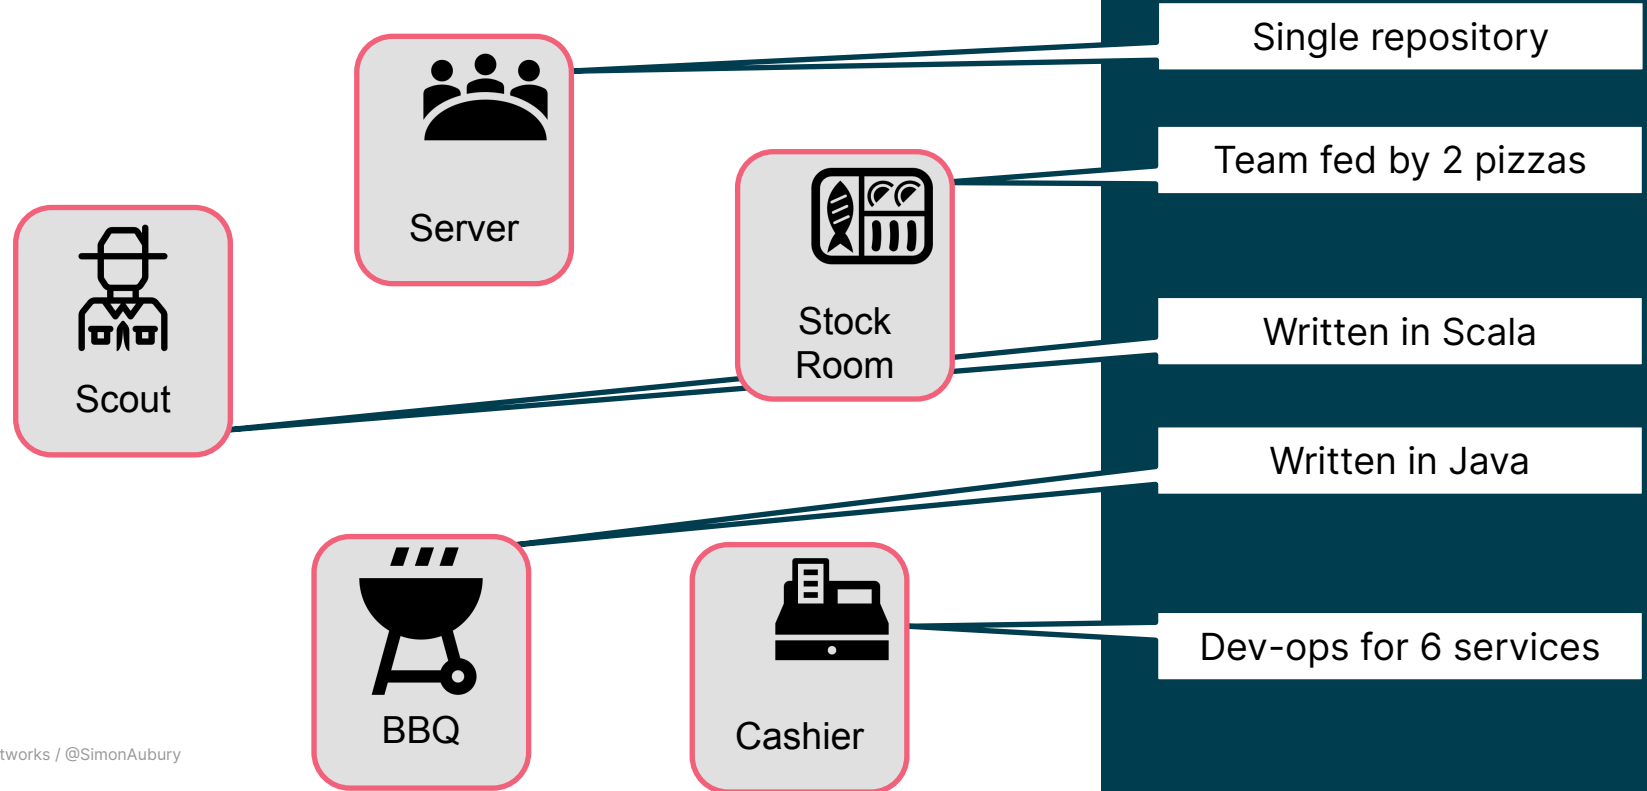 Single repository
Server
Team fed by 2 pizzas
Stock
Room
Scout
Written in Scala
Written in Java
BBQ
Cashier
Dev-ops for 6 services
tworks / @SimonAubury